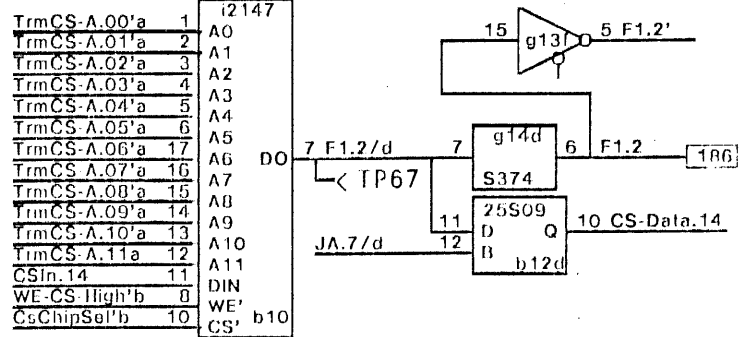 i2147
TrmCS-A.00'a 1 A0
TrmCS-A.01'a 2 A1
TrmCS-A.02'a 3 A2
TrmCS-A.03'a 4 A3
TrmCS-A.04'a 5 A4
TrmCS-A.05'a 6 A5
TrmCS-A.06'a 17 A6
TrmCS-A.07'a 16 A7
TrmCS-A.08'a 15 A8
TrmCS-A.09'a 14 A9
TrmCS-A.10'a 13 A10
TrmCS-A.11a 12 A11
CSIn.14 11 DIN
WE-CS-High'b 8 WE'
CsChipSel'b 10 CS'
b10
DO 7 F1.2/d
< TP67
15 g13f 5 F1.2'
7 g14d 6 F1.2 186
S374
25S09
11 D Q 10 CS-Data.14
JA.7/d 12 B
b12d